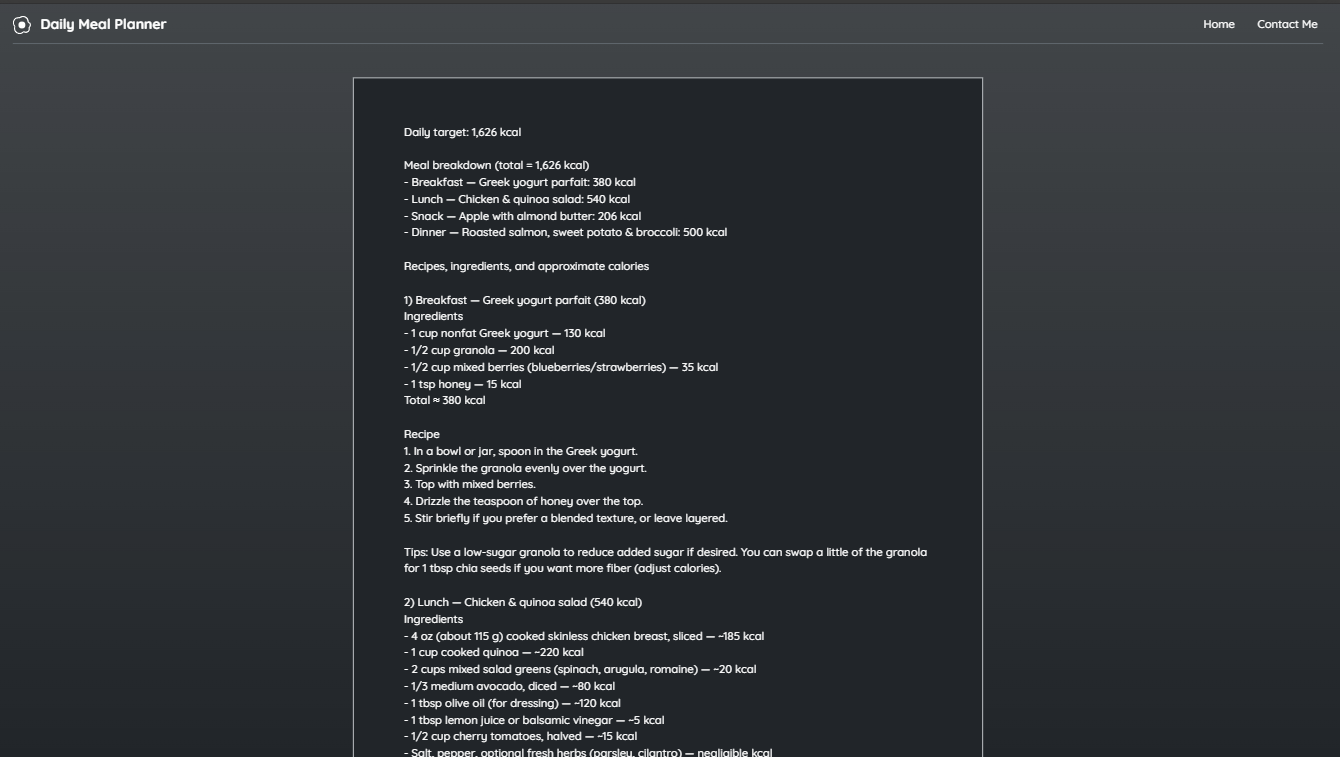 Daily Meal Planner
Home
Contact Me
Daily target: 1,626 kcal
Meal breakdown (total = 1,626 kcal)
- Breakfast — Greek yogurt parfait: 380 kcal
- Lunch — Chicken & quinoa salad: 540 kcal
- Snack — Apple with almond butter: 206 kcal
- Dinner — Roasted salmon, sweet potato & broccoli: 500 kcal
Recipes, ingredients, and approximate calories
1) Breakfast — Greek yogurt parfait (380 kcal)
Ingredients
- 1 cup nonfat Greek yogurt — 130 kcal
- 1/2 cup granola — 200 kcal
- 1/2 cup mixed berries (blueberries/strawberries) — 35 kcal
- 1 tsp honey — 15 kcal
Total ≈ 380 kcal
Recipe
1. In a bowl or jar, spoon in the Greek yogurt.
2. Sprinkle the granola evenly over the yogurt.
3. Top with mixed berries.
4. Drizzle the teaspoon of honey over the top.
5. Stir briefly if you prefer a blended texture, or leave layered.
Tips: Use a low-sugar granola to reduce added sugar if desired. You can swap a little of the granola
for 1 tbsp chia seeds if you want more fiber (adjust calories).
2) Lunch — Chicken & quinoa salad (540 kcal)
Ingredients
- 4 oz (about 115 g) cooked skinless chicken breast, sliced — ~185 kcal
- 1 cup cooked quinoa — ~220 kcal
- 2 cups mixed salad greens (spinach, arugula, romaine) — ~20 kcal
- 1/3 medium avocado, diced — ~80 kcal
- 1 tbsp olive oil (for dressing) — ~120 kcal
- 1 tbsp lemon juice or balsamic vinegar — ~5 kcal
- 1/2 cup cherry tomatoes, halved — ~15 kcal
- Salt, pepper, optional fresh herbs (parsley, cilantro) — negligible kcal